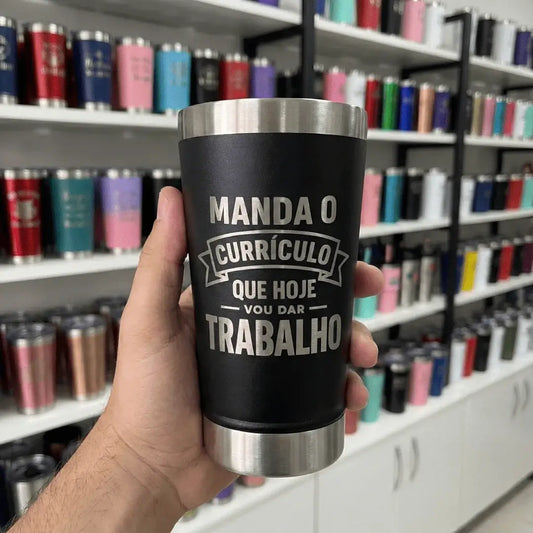 MANDA O
CURRÍCULO
QUE HOJE
VOU DAR
TRABALHO